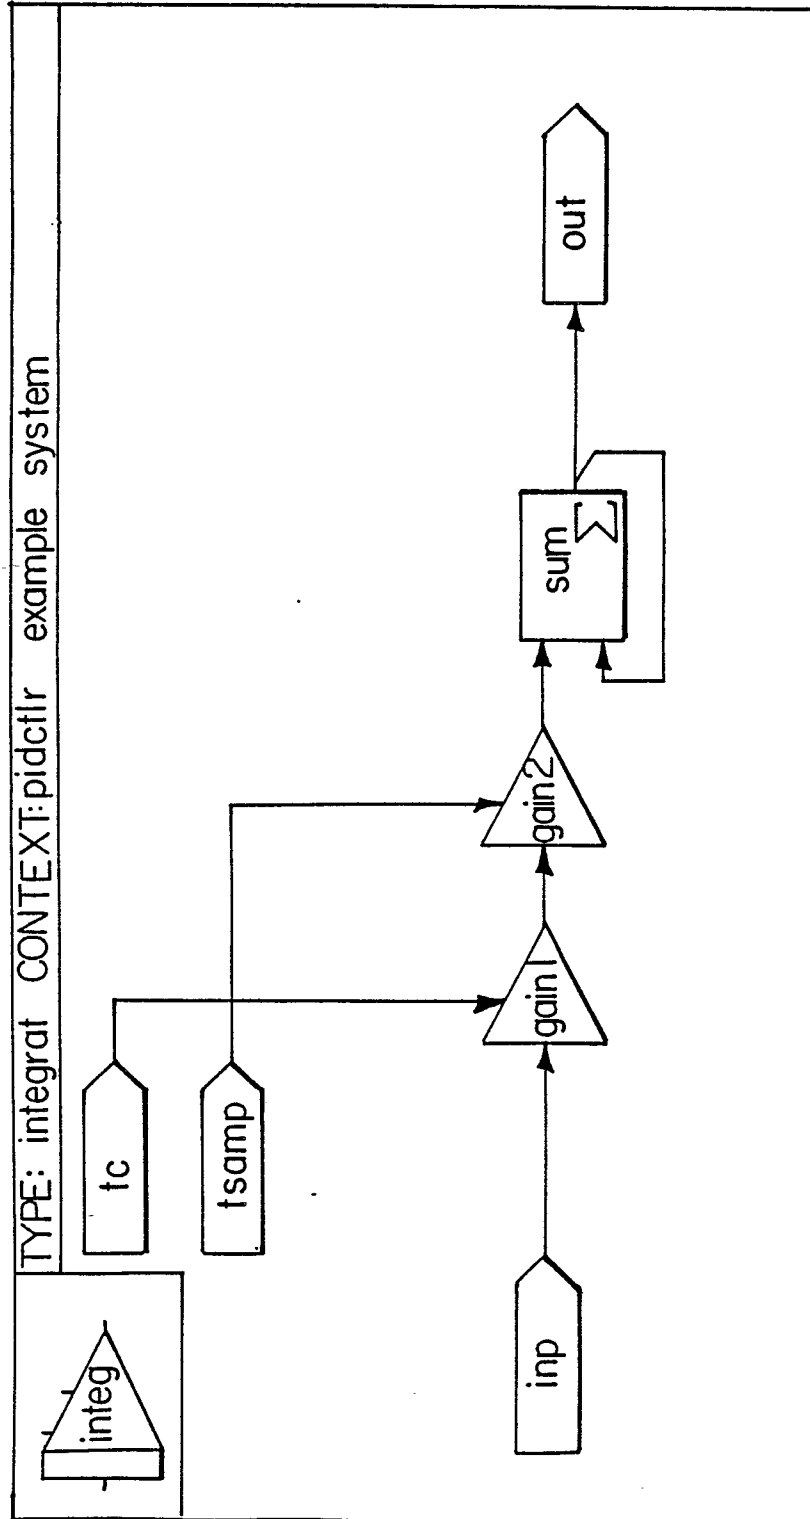 TYPE: integrat CONTEXT:pidctlr example system
integ
tc
tsamp
inp
gain1
gain2
sum
Σ
out